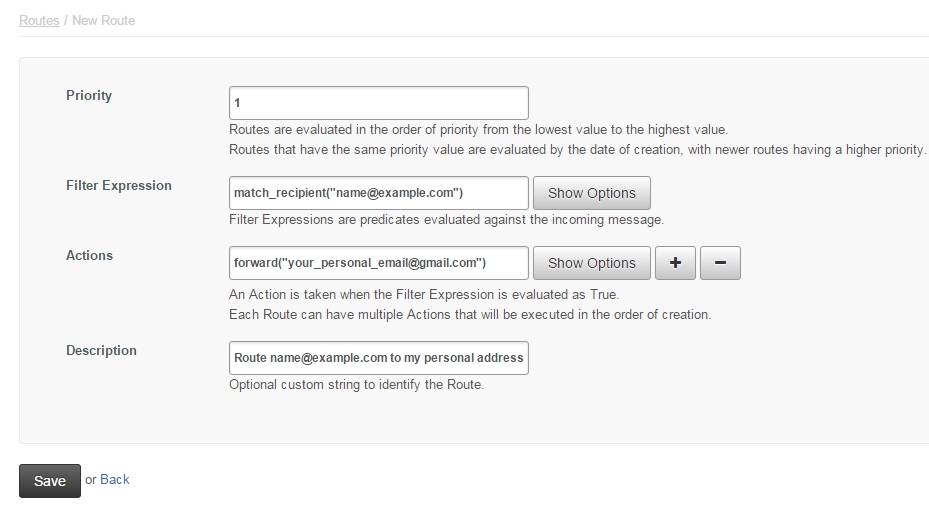 Routes / New Route
Priority
1
Routes are evaluated in the order of priority from the lowest value to the highest value.
Routes that have the same priority value are evaluated by the date of creation, with newer routes having a higher priority.
Filter Expression
match_recipient("name@example.com")
Show Options
Filter Expressions are predicates evaluated against the incoming message.
Actions
forward("your_personal_email@gmail.com")
Show Options
+
−
An Action is taken when the Filter Expression is evaluated as True.
Each Route can have multiple Actions that will be executed in the order of creation.
Description
Route name@example.com to my personal address
Optional custom string to identify the Route.
Save or Back